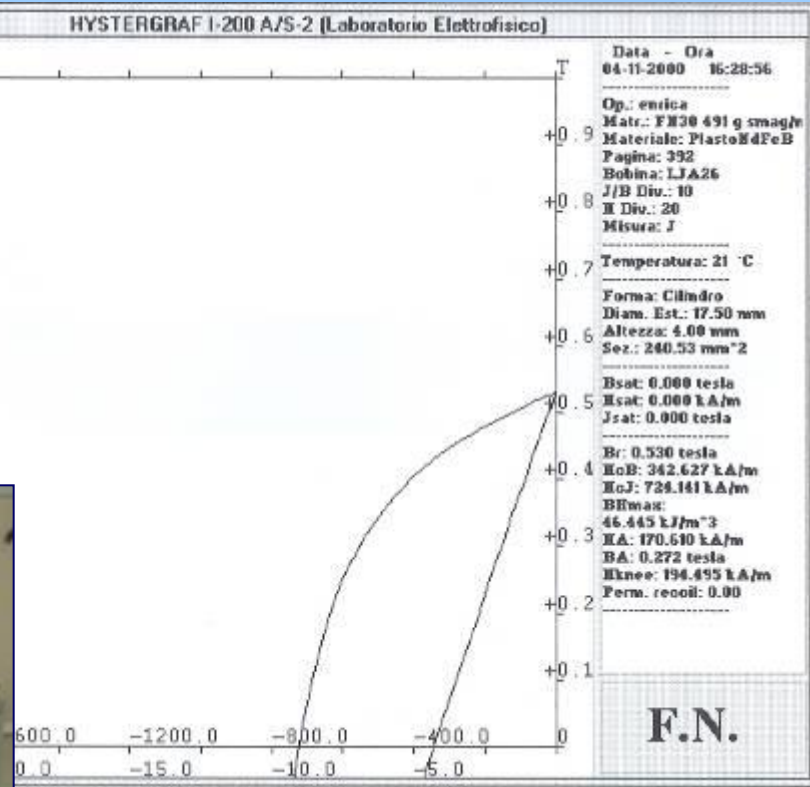 HYSTERGRAF I-200 A/S-2 (Laboratorio Elettrofisico)
T
+0.9
+0.8
+0.7
+0.6
+0.5
+0.4
+0.3
+0.2
+0.1
600.0 -1200.0 -800.0 -400.0 0
0.0 -15.0 -10.0 -5.0
Data - Ora
04-11-2000 16:28:56
Op.: enrica
Matr.: FN30 491 g smag/n
Materiale: PlastoNdFeB
Pagina: 392
Bobina: LJA26
J/B Div.: 10
H Div.: 20
Misura: J
Temperatura: 21 °C
Forma: Cilindro
Diam. Est.: 17.50 mm
Altezza: 4.00 mm
Sez.: 240.53 mm^2
Bsat: 0.000 tesla
Hsat: 0.000 kA/m
Jsat: 0.000 tesla
Br: 0.530 tesla
HcB: 342.627 kA/m
HcJ: 724.141 kA/m
BHmax:
46.445 kJ/m^3
HA: 170.610 kA/m
BA: 0.272 tesla
Hknee: 194.495 kA/m
Perm. recoil: 0.00
F.N.